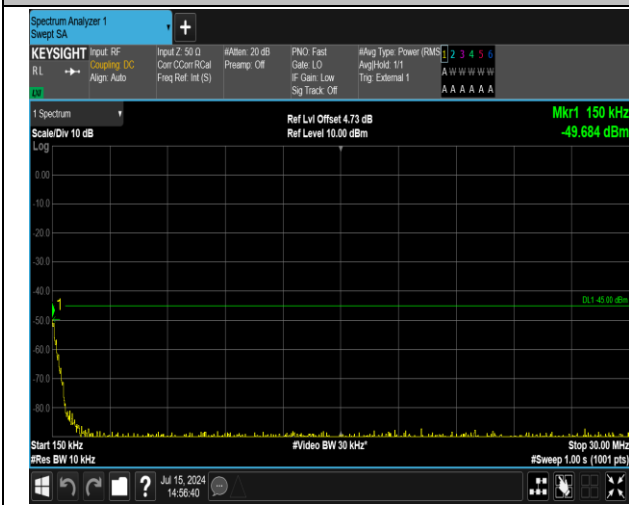 Spectrum Analyzer 1
Swept SA
+
KEYSIGHT
RL
LXI
Input: RF
Coupling: DC
Align: Auto
Input Z: 50 Ω
Corr CCorr RCal
Freq Ref: Int (S)
#Atten: 20 dB
Preamp: Off
PNO: Fast
Gate: LO
IF Gain: Low
Sig Track: Off
#Avg Type: Power (RMS
Avg|Hold: 1/1
Trig: External 1
1 2 3 4 5 6
A W W W W W
A A A A A A
1 Spectrum
Scale/Div 10 dB
Ref Lvl Offset 4.73 dB
Ref Level 10.00 dBm
Mkr1 150 kHz
-49.684 dBm
Log
0.00
-10.0
-20.0
-30.0
-40.0
1
DL1 -45.00 dBm
-50.0
-60.0
-70.0
-80.0
Start 150 kHz
#Video BW 30 kHz*
Stop 30.00 MHz
#Res BW 10 kHz
#Sweep 1.00 s (1001 pts)
?
Jul 15, 2024
14:56:40